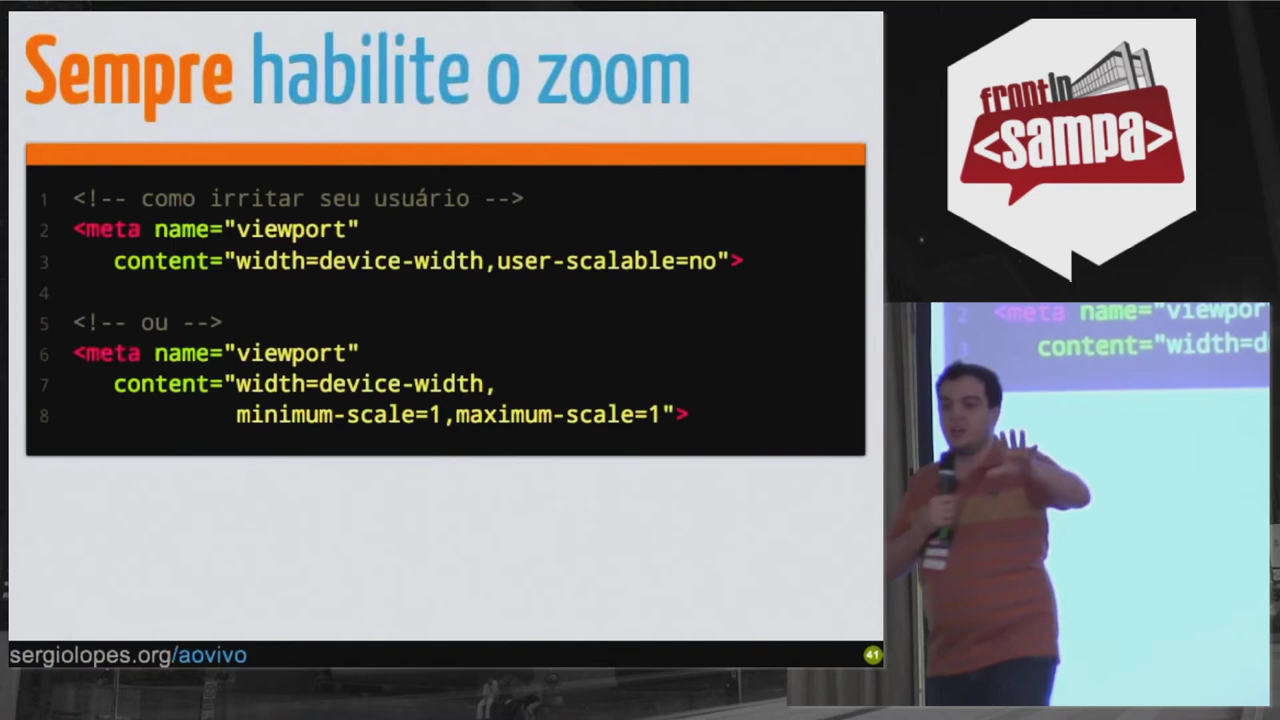 Sempre habilite o zoom
1 <!-- como irritar seu usuário -->
2 <meta name="viewport"
3 content="width=device-width,user-scalable=no">
4
5 <!-- ou -->
6 <meta name="viewport"
7 content="width=device-width,
8 minimum-scale=1,maximum-scale=1">
sergiolopes.org/aovivo
41
frontin
<sampa>
2 <meta name="viewpor
3 content="width=d